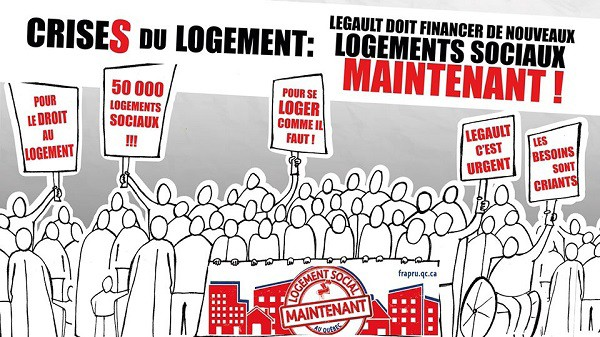 CRISES DU LOGEMENT:
LEGAULT DOIT FINANCER DE NOUVEAUX
LOGEMENTS SOCIAUX
MAINTENANT !
POUR
LE DROIT
AU
LOGEMENT
50 000
LOGEMENTS
SOCIAUX
!!!
POUR SE
LOGER
COMME IL
FAUT !
LEGAULT
C'EST
URGENT
LES
BESOINS
SONT
CRIANTS
frapru.qc.ca
LOGEMENT SOCIAL
MAINTENANT
AU QUÉBEC